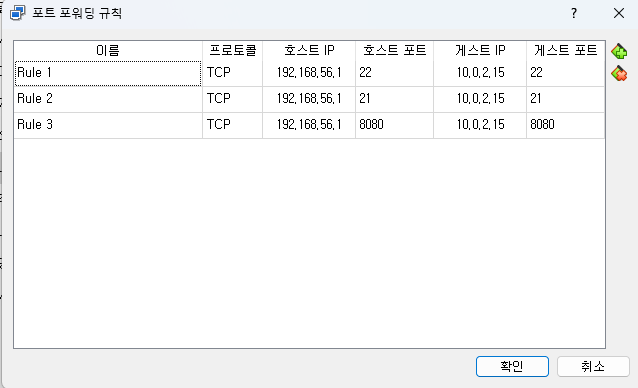 포트 포워딩 규칙
?
이름 프로토콜 호스트 IP 호스트 포트 게스트 IP 게스트 포트
Rule 1 TCP 192,168,56,1 22 10,0,2,15 22
Rule 2 TCP 192,168,56,1 21 10,0,2,15 21
Rule 3 TCP 192,168,56,1 8080 10,0,2,15 8080
확인 취소